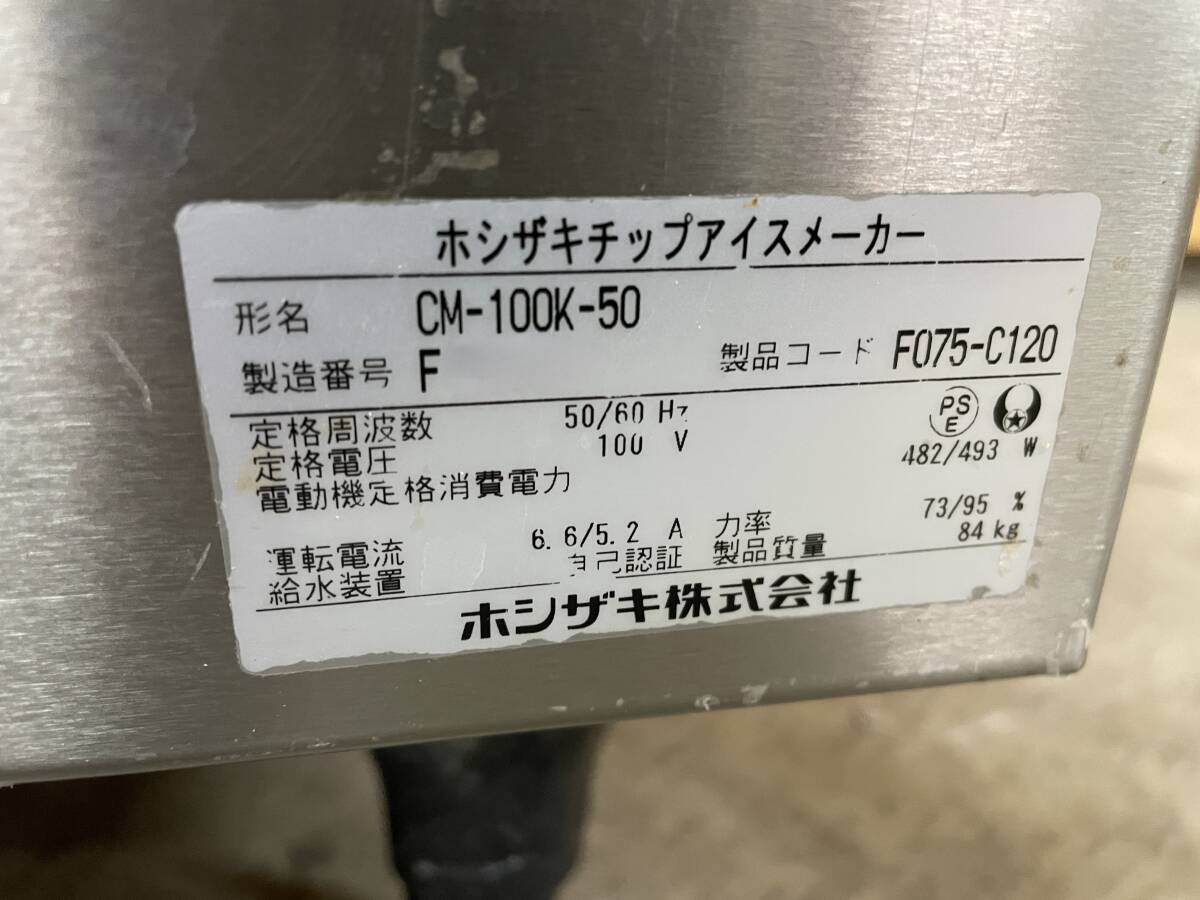 ホシザキチップアイスメーカー
形名 CM-100K-50
製造番号 F 製品コード F075-C120
定格周波数 50/60 Hz
定格電圧 100 V
PS
E
電動機定格消費電力 482/493 W
運転電流 6.6/5.2 A 力率 73/95 %
給水装置 自己認証 製品質量 84 kg
ホシザキ株式会社